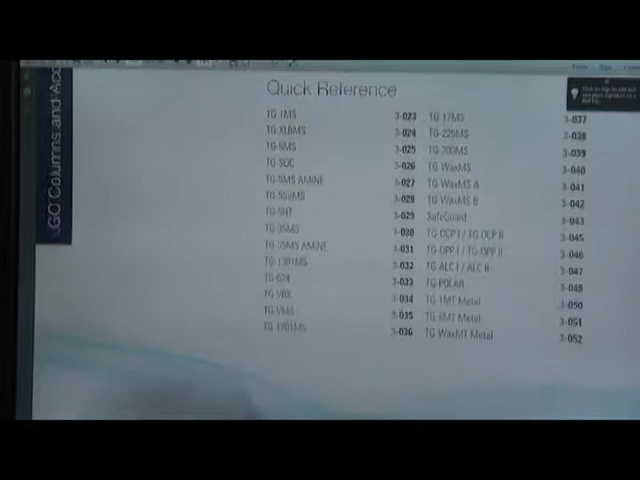 GC Columns and Acc
Quick Reference
TG-1MS 3-023
TG-XLBMS 3-024
TG-5MS 3-025
TG-SQC 3-026
TG-5MS AMINE 3-027
TG-5SilMS 3-028
TG-5HT 3-029
TG-35MS 3-030
TG-35MS AMINE 3-031
TG-1301MS 3-032
TG-624 3-033
TG-VRX 3-034
TG-VMS 3-035
TG-1701MS 3-036
TG-17MS 3-037
TG-225MS 3-038
TG-200MS 3-039
TG-WaxMS 3-040
TG-WaxMS A 3-041
TG-WaxMS B 3-042
SafeGuard 3-043
TG-OCP I / TG-OCP II 3-045
TG-OPP I / TG-OPP II 3-046
TG-ALC I / ALC II 3-047
TG-POLAR 3-049
TG-1MT Metal 3-050
TG-5MT Metal 3-051
TG-WaxMT Metal 3-052